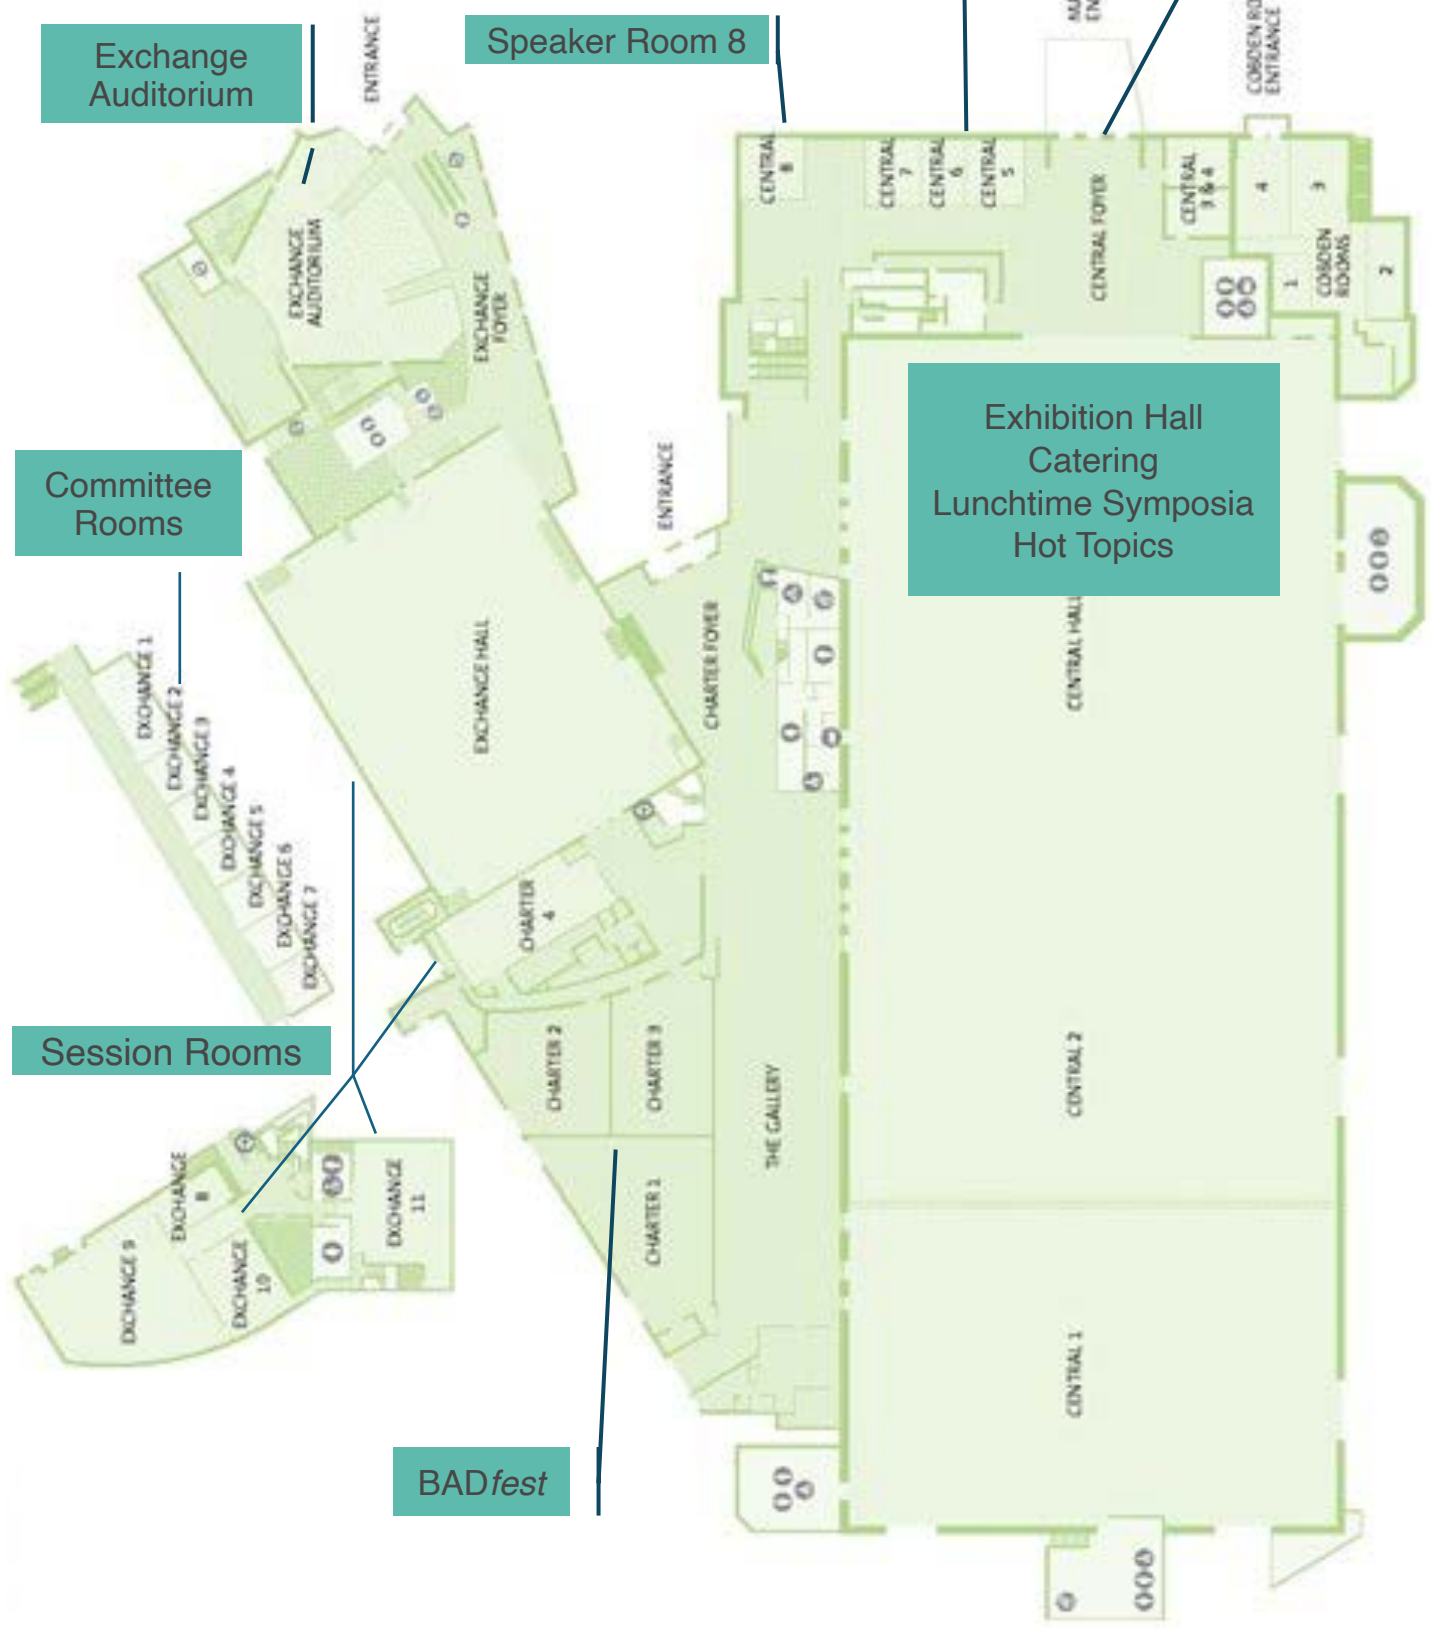 Exchange
Auditorium
ENTRANCE
Speaker Room 8
COBDEN RO
ENTRANCE
CENTRAL
8
CENTRAL
7
CENTRAL
6
CENTRAL
5
CENTRAL FOYER
CENTRAL
3 & 4
4
3
COBDEN
ROOMS
1
2
EXCHANGE
AUDITORIUM
EXCHANGE
FOYER
Exhibition Hall
Catering
Lunchtime Symposia
Hot Topics
CENTRAL HALL
Committee
Rooms
ENTRANCE
EXCHANGE 1
EXCHANGE 2
EXCHANGE 3
EXCHANGE 4
EXCHANGE 5
EXCHANGE 6
EXCHANGE 7
EXCHANGE HALL
CHARTER FOYER
CHARTER
4
Session Rooms
CHARTER 2
CHARTER 3
CHARTER 1
THE GALLERY
CENTRAL 2
CENTRAL 1
EXCHANGE
8
EXCHANGE 9
EXCHANGE
10
EXCHANGE
11
BADfest